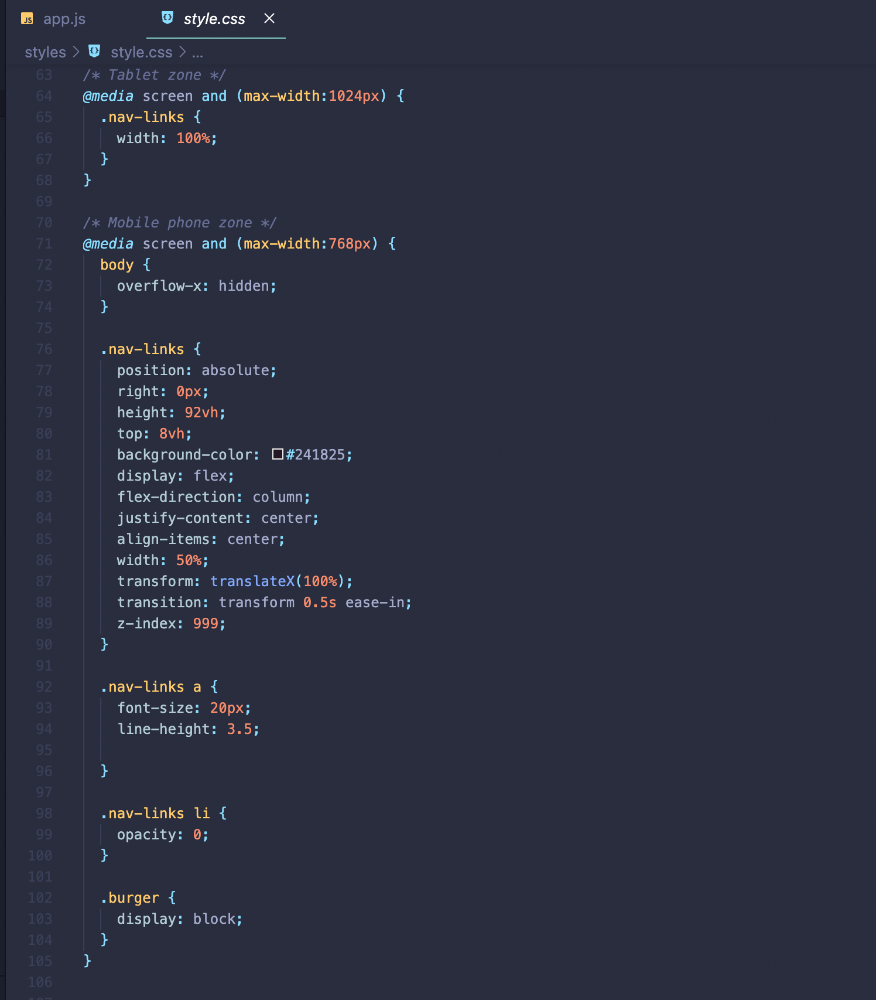 JS app.js {} style.css ×
styles > {} style.css > ...
63 /* Tablet zone */
64 @media screen and (max-width:1024px) {
65 .nav-links {
66 width: 100%;
67 }
68 }
69
70 /* Mobile phone zone */
71 @media screen and (max-width:768px) {
72 body {
73 overflow-x: hidden;
74 }
75
76 .nav-links {
77 position: absolute;
78 right: 0px;
79 height: 92vh;
80 top: 8vh;
81 background-color: #241825;
82 display: flex;
83 flex-direction: column;
84 justify-content: center;
85 align-items: center;
86 width: 50%;
87 transform: translateX(100%);
88 transition: transform 0.5s ease-in;
89 z-index: 999;
90 }
91
92 .nav-links a {
93 font-size: 20px;
94 line-height: 3.5;
95
96 }
97
98 .nav-links li {
99 opacity: 0;
100 }
101
102 .burger {
103 display: block;
104 }
105 }
106